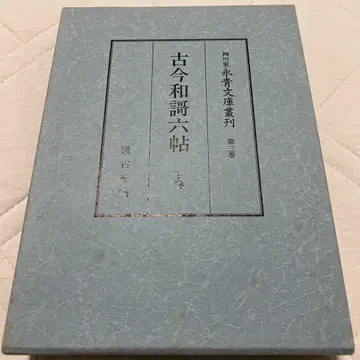 細川家永青文庫叢刊 第三巻
古今和謌六帖 上巻
汲古書院